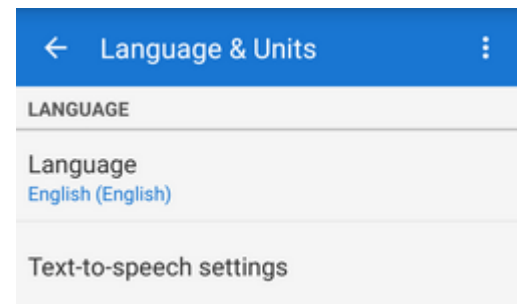 Language & Units
LANGUAGE
Language
English (English)
Text-to-speech settings